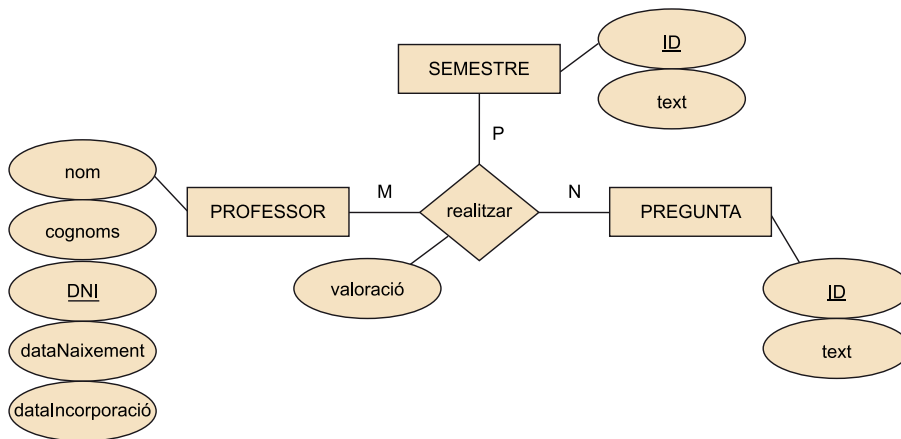 ID
SEMESTRE
text
P
nom
M
N
PROFESSOR
realitzar
PREGUNTA
cognoms
valoració
DNI
ID
dataNaixement
text
dataIncorporació